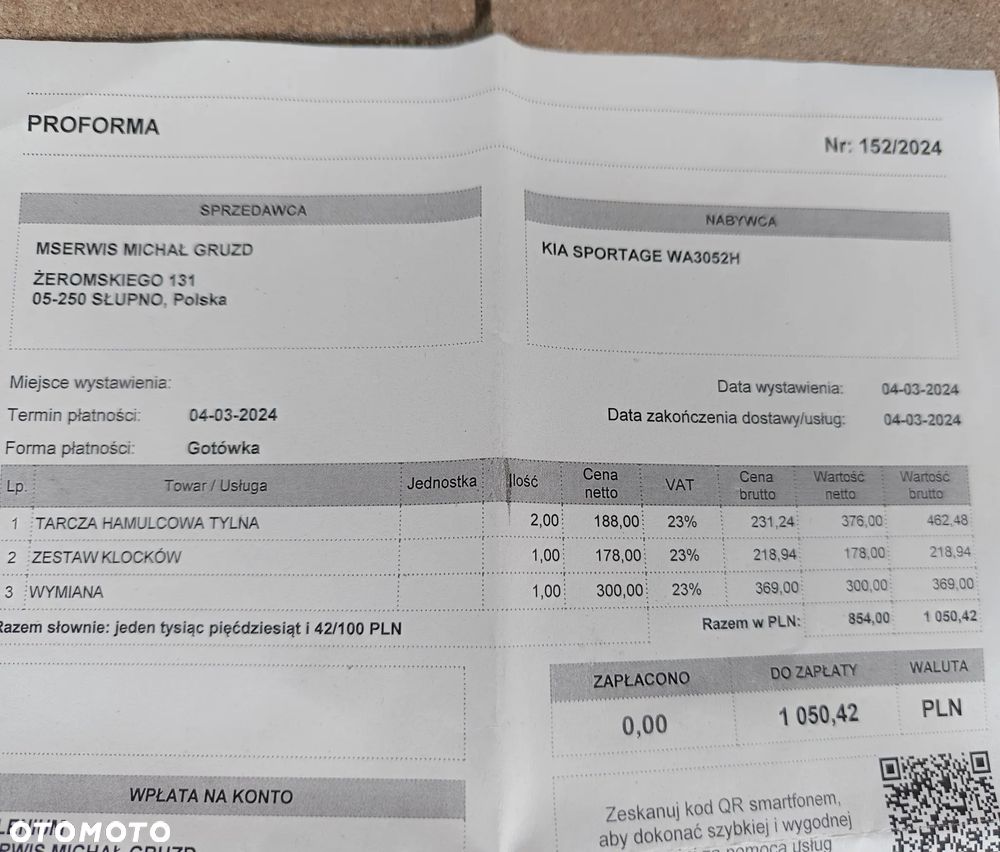 PROFORMA
Nr: 152/2024
SPRZEDAWCA
MSERWIS MICHAŁ GRUZD
ŻEROMSKIEGO 131
05-250 SŁUPNO, Polska
NABYWCA
KIA SPORTAGE WA3052H
Miejsce wystawienia:
Termin płatności: 04-03-2024
Forma płatności: Gotówka
Data wystawienia: 04-03-2024
Data zakończenia dostawy/usług: 04-03-2024
Lp. Towar / Usługa Jednostka Ilość Cena netto VAT Cena brutto Wartość netto Wartość brutto
1 TARCZA HAMULCOWA TYLNA 2,00 188,00 23% 231,24 376,00 462,48
2 ZESTAW KLOCKÓW 1,00 178,00 23% 218,94 178,00 218,94
3 WYMIANA 1,00 300,00 23% 369,00 300,00 369,00
Razem słownie: jeden tysiąc pięćdziesiąt i 42/100 PLN
Razem w PLN: 854,00 1 050,42
ZAPŁACONO DO ZAPŁATY WALUTA
0,00 1 050,42 PLN
WPŁATA NA KONTO
MICHAŁ GRUZD
Zeskanuj kod QR smartfonem,
aby dokonać szybkiej i wygodnej
za pomocą usług
OTOMOTO